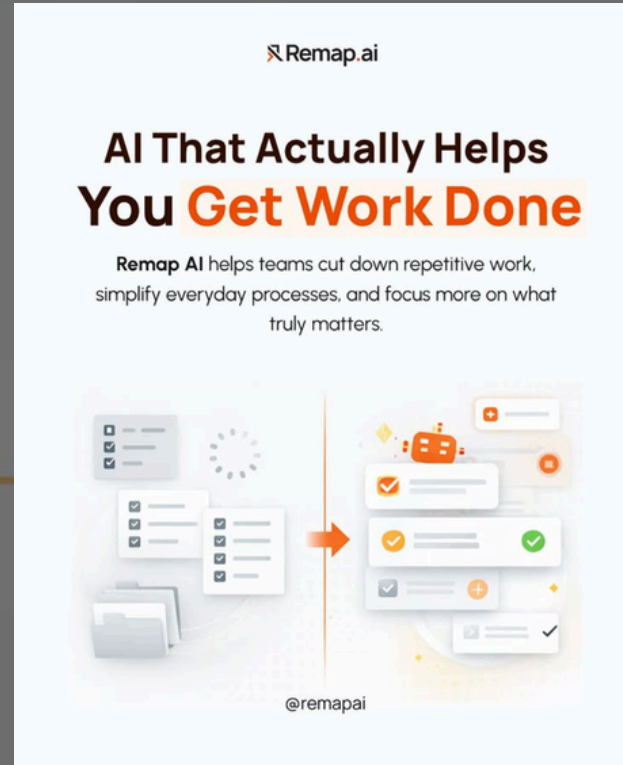 Remap.ai
AI That Actually Helps
You Get Work Done
Remap AI helps teams cut down repetitive work,
simplify everyday processes, and focus more on what
truly matters.
@remapai